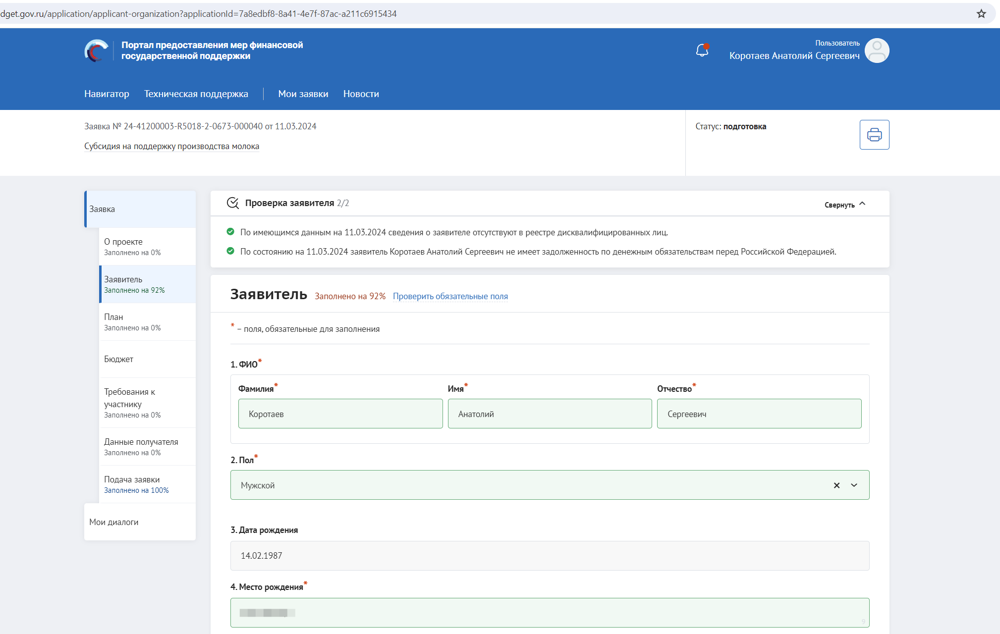 dget.gov.ru/application/applicant-organization?applicationId=7a8edbf8-8a41-4e7f-87ac-a211c6915434
Портал предоставления мер финансовой
государственной поддержки
Пользователь
Коротаев Анатолий Сергеевич
Навигатор Техническая поддержка Мои заявки Новости
Заявка № 24-41200003-R5018-2-0673-000040 от 11.03.2024
Субсидия на поддержку производства молока
Статус: подготовка
Заявка
О проекте
Заполнено на 0%
Заявитель
Заполнено на 92%
План
Заполнено на 0%
Бюджет
Требования к
участнику
Заполнено на 0%
Данные получателя
Заполнено на 0%
Подача заявки
Заполнено на 100%
Мои диалоги
Проверка заявителя 2/2
Свернуть
По имеющимся данным на 11.03.2024 сведения о заявителе отсутствуют в реестре дисквалифицированных лиц.
По состоянию на 11.03.2024 заявитель Коротаев Анатолий Сергеевич не имеет задолженность по денежным обязательствам перед Российской Федерацией.
Заявитель Заполнено на 92% Проверить обязательные поля
* – поля, обязательные для заполнения
1. ФИО*
Фамилия* Имя* Отчество*
Коротаев Анатолий Сергеевич
2. Пол*
Мужской
3. Дата рождения
14.02.1987
4. Место рождения*
9